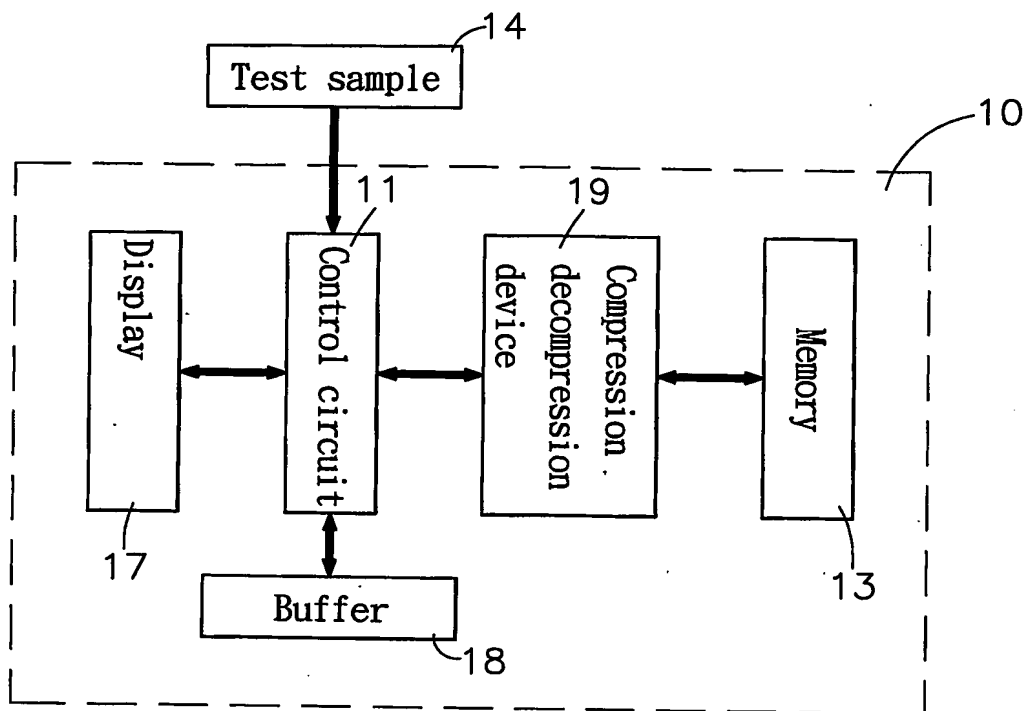 14
Test sample
10
11
19
Display
Control circuit
Compression
decompression
device
Memory
17
13
Buffer
18